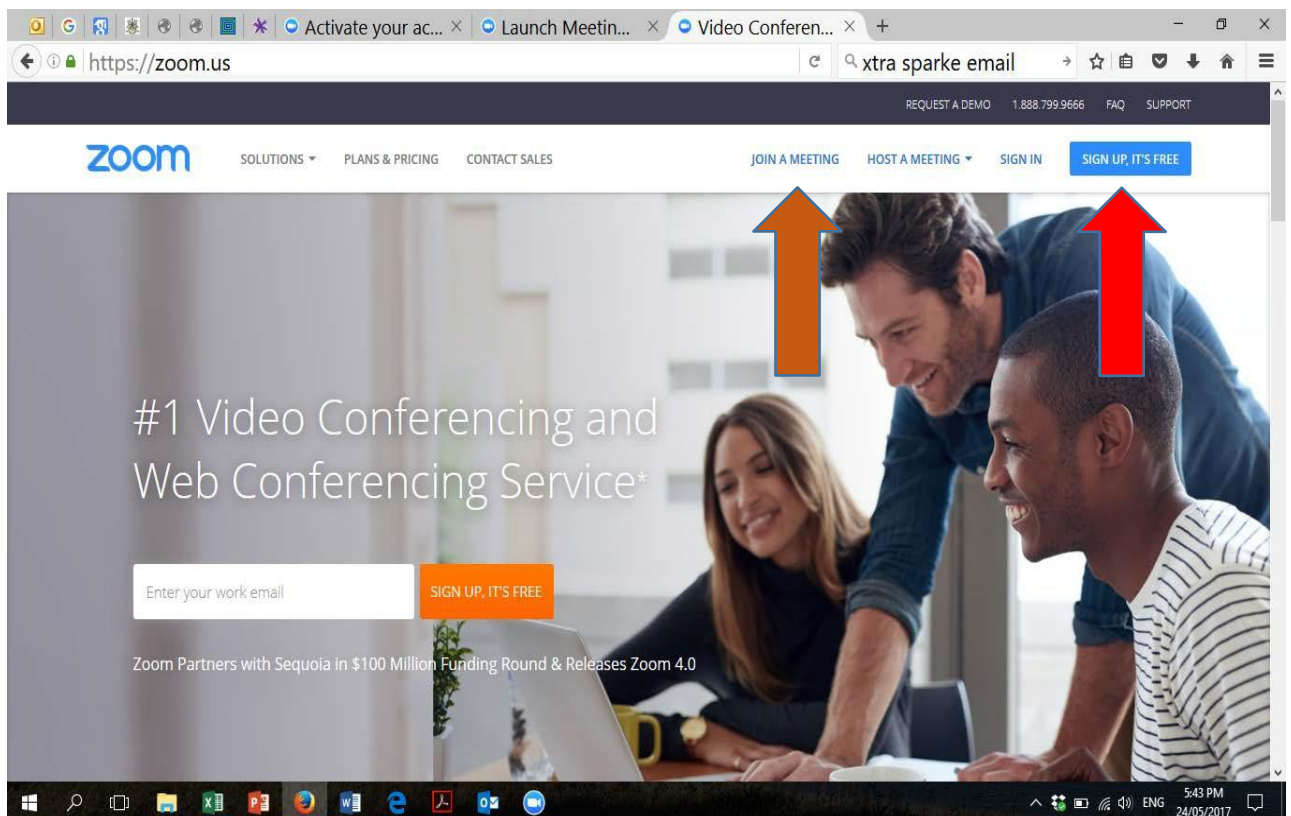 Activate your ac... Launch Meetin... Video Conferen...
https://zoom.us xtra sparke email
REQUEST A DEMO 1.888.799.9666 FAQ SUPPORT
zoom SOLUTIONS PLANS & PRICING CONTACT SALES JOIN A MEETING HOST A MEETING SIGN IN SIGN UP, IT'S FREE
#1 Video Conferencing and
Web Conferencing Service*
Enter your work email SIGN UP, IT'S FREE
Zoom Partners with Sequoia in $100 Million Funding Round & Releases Zoom 4.0
ENG 5:43 PM
24/05/2017